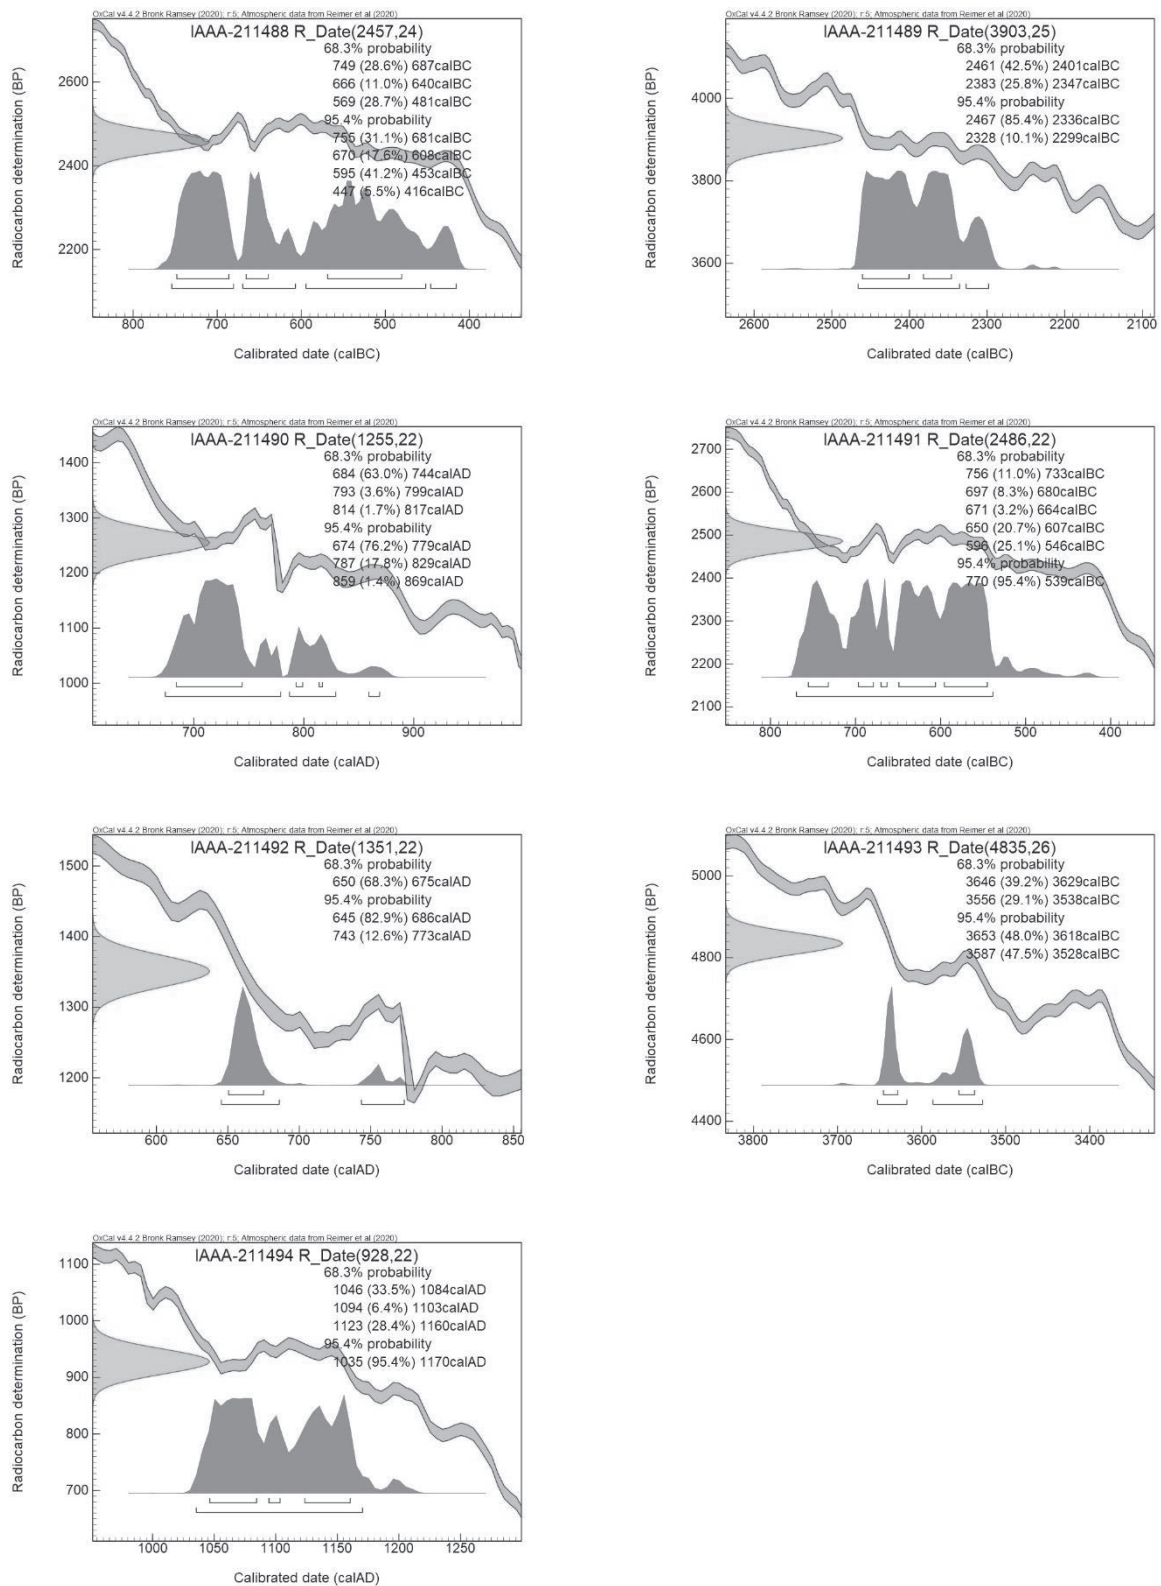 OxCal v4.4.2 Bronk Ramsey (2020); r:5; Atmospheric data from Reimer et al (2020)
IAAA-211488 R_Date(2457,24)
68.3% probability
749 (28.6%) 687calBC
666 (11.0%) 640calBC
569 (28.7%) 481calBC
95.4% probability
755 (31.1%) 681calBC
670 (17.6%) 608calBC
595 (41.2%) 453calBC
447 (5.5%) 416calBC
Radiocarbon determination (BP)
2600
2400
2200
800 700 600 500 400
Calibrated date (calBC)
OxCal v4.4.2 Bronk Ramsey (2020); r:5; Atmospheric data from Reimer et al (2020)
IAAA-211489 R_Date(3903,25)
68.3% probability
2461 (42.5%) 2401calBC
2383 (25.8%) 2347calBC
95.4% probability
2467 (85.4%) 2336calBC
2328 (10.1%) 2299calBC
Radiocarbon determination (BP)
4000
3800
3600
2600 2500 2400 2300 2200 2100
Calibrated date (calBC)
OxCal v4.4.2 Bronk Ramsey (2020); r:5; Atmospheric data from Reimer et al (2020)
IAAA-211490 R_Date(1255,22)
68.3% probability
684 (63.0%) 744calAD
793 (3.6%) 799calAD
814 (1.7%) 817calAD
95.4% probability
674 (76.2%) 779calAD
787 (17.8%) 829calAD
859 (1.4%) 869calAD
Radiocarbon determination (BP)
1400
1300
1200
1100
1000
700 800 900
Calibrated date (calAD)
OxCal v4.4.2 Bronk Ramsey (2020); r:5; Atmospheric data from Reimer et al (2020)
IAAA-211491 R_Date(2486,22)
68.3% probability
756 (11.0%) 733calBC
697 (8.3%) 680calBC
671 (3.2%) 664calBC
650 (20.7%) 607calBC
596 (25.1%) 546calBC
95.4% probability
770 (95.4%) 539calBC
Radiocarbon determination (BP)
2700
2600
2500
2400
2300
2200
2100
800 700 600 500 400
Calibrated date (calBC)
OxCal v4.4.2 Bronk Ramsey (2020); r:5; Atmospheric data from Reimer et al (2020)
IAAA-211492 R_Date(1351,22)
68.3% probability
650 (68.3%) 675calAD
95.4% probability
645 (82.9%) 686calAD
743 (12.6%) 773calAD
Radiocarbon determination (BP)
1500
1400
1300
1200
600 650 700 750 800 850
Calibrated date (calAD)
OxCal v4.4.2 Bronk Ramsey (2020); r:5; Atmospheric data from Reimer et al (2020)
IAAA-211493 R_Date(4835,26)
68.3% probability
3646 (39.2%) 3629calBC
3556 (29.1%) 3538calBC
95.4% probability
3653 (48.0%) 3618calBC
3587 (47.5%) 3528calBC
Radiocarbon determination (BP)
5000
4800
4600
4400
3800 3700 3600 3500 3400
Calibrated date (calBC)
OxCal v4.4.2 Bronk Ramsey (2020); r:5; Atmospheric data from Reimer et al (2020)
IAAA-211494 R_Date(928,22)
68.3% probability
1046 (33.5%) 1084calAD
1094 (6.4%) 1103calAD
1123 (28.4%) 1160calAD
95.4% probability
1035 (95.4%) 1170calAD
Radiocarbon determination (BP)
1100
1000
900
800
700
1000 1050 1100 1150 1200 1250
Calibrated date (calAD)